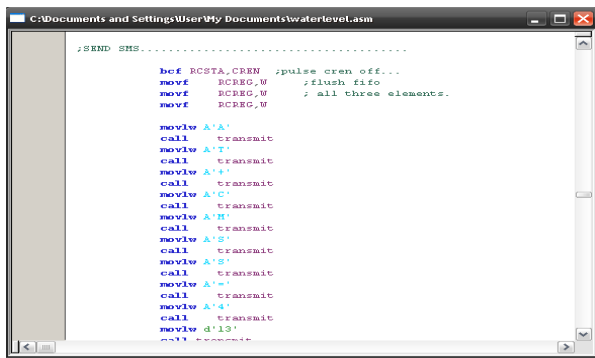 C:\Documents and Settings\User\My Documents\waterlevel.asm
;SEND SMS.....................................
bcf RCSTA,CREN ;pulse cren off...
movf RCREG,W ;flush fifo
movf RCREG,W ; all three elements.
movf RCREG,W
movlw A'A'
call transmit
movlw A'T'
call transmit
movlw A'+'
call transmit
movlw A'C'
call transmit
movlw A'M'
call transmit
movlw A'S'
call transmit
movlw A'S'
call transmit
movlw A'='
call transmit
movlw A'4'
call transmit
movlw d'13'
call transmit